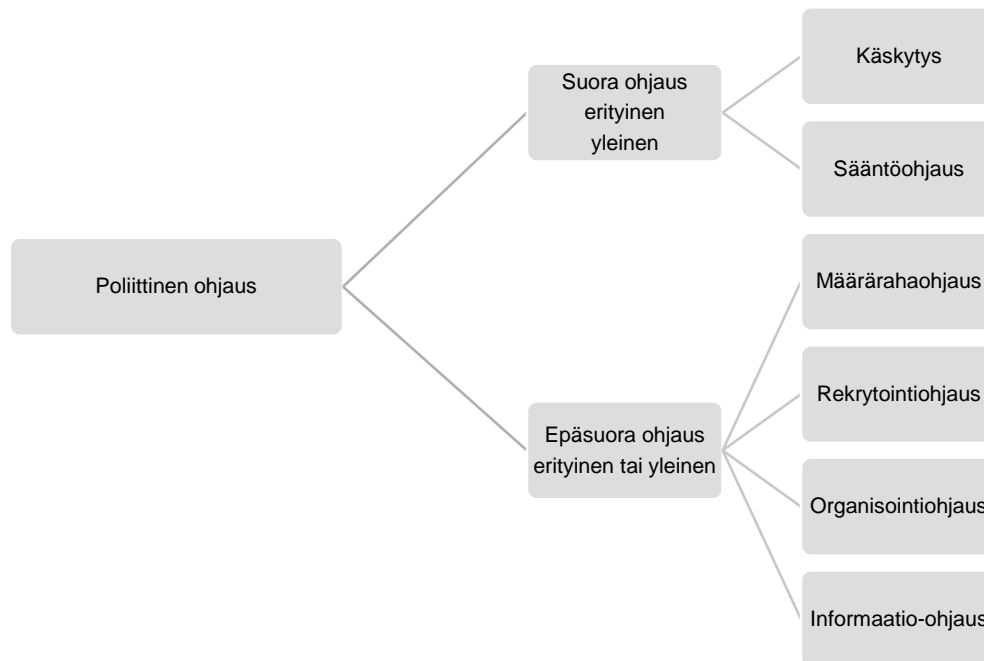 Poliittinen ohjaus
Suora ohjaus
erityinen
yleinen
Epäsuora ohjaus
erityinen tai yleinen
Käskytys
Sääntöohjaus
Määrärahaohjaus
Rekrytointiohjaus
Organisointiohjaus
Informaatio-ohjaus